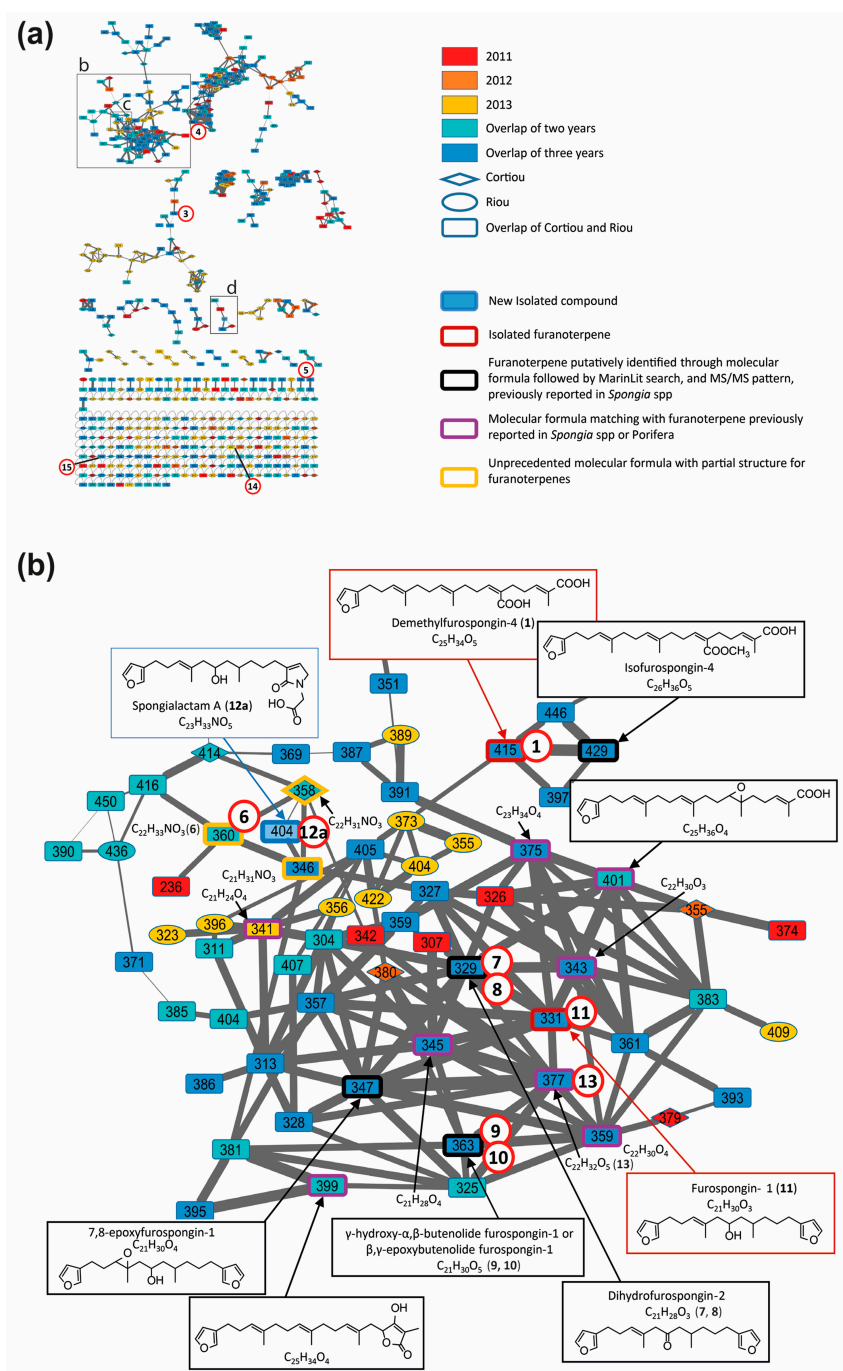 (a)
b
c
4
3
d
5
15
14
2011
2012
2013
Overlap of two years
Overlap of three years
Cortiou
Riou
Overlap of Cortiou and Riou
New Isolated compound
Isolated furanoterpene
Furanoterpene putatively identified through molecular
formula followed by MarinLit search, and MS/MS pattern,
previously reported in Spongia spp
Molecular formula matching with furanoterpene previously
reported in Spongia spp or Porifera
Unprecedented molecular formula with partial structure for
furanoterpenes
(b)
O
COOH
COOH
Demethylfurospongin-4 (1)
C₂₅H₃₄O₅
O
COOH
COOCH₃
Isofurospongin-4
C₂₆H₃₆O₅
O
OH
O
N
HO
O
Spongialactam A (12a)
C₂₃H₃₃NO₅
O
O
COOH
C₂₅H₃₆O₄
351
446
389
415
1
429
414
369
387
416
391
397
358
450
C₂₂H₃₁NO₃
C₂₃H₃₄O₄
6
373
C₂₂H₃₃NO₃(6)
360
404
12a
355
390
436
405
375
C₂₁H₃₁NO₃
346
404
401
C₂₂H₃₀O₃
236
C₂₁H₂₄O₄
327
326
422
356
355
396
359
374
323
341
342
307
311
304
371
407
380
329
7
343
8
383
385
404
357
11
331
409
345
361
313
386
347
377
13
393
328
379
9
359
381
363
C₂₂H₃₀O₄
10
C₂₂H₃₂O₅ (13)
399
325
395
C₂₁H₂₈O₄
7,8-epoxyfurospongin-1
C₂₁H₃₀O₄
O
O
OH
O
γ-hydroxy-α,β-butenolide furospongin-1 or
β,γ-epoxybutenolide furospongin-1
C₂₁H₃₀O₅ (9, 10)
Furospongin- 1 (11)
C₂₁H₃₀O₃
O
OH
O
OH
O
O
O
C₂₅H₃₄O₄
Dihydrofurospongin-2
C₂₁H₂₈O₃ (7, 8)
O
O
O